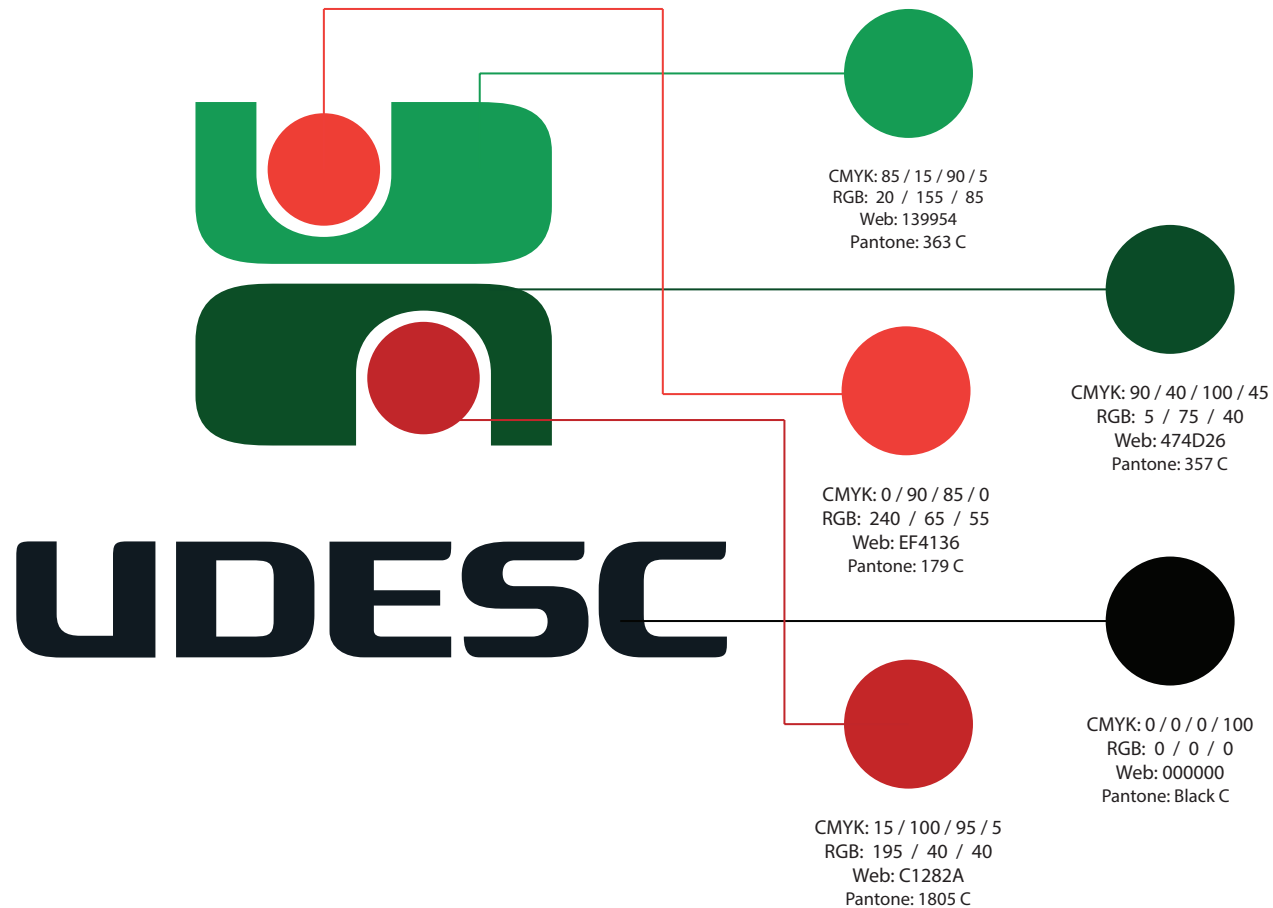 CMYK: 85 / 15 / 90 / 5
RGB: 20 / 155 / 85
Web: 139954
Pantone: 363 C
CMYK: 90 / 40 / 100 / 45
RGB: 5 / 75 / 40
Web: 474D26
Pantone: 357 C
CMYK: 0 / 90 / 85 / 0
RGB: 240 / 65 / 55
Web: EF4136
Pantone: 179 C
UDESC
CMYK: 0 / 0 / 0 / 100
RGB: 0 / 0 / 0
Web: 000000
Pantone: Black C
CMYK: 15 / 100 / 95 / 5
RGB: 195 / 40 / 40
Web: C1282A
Pantone: 1805 C